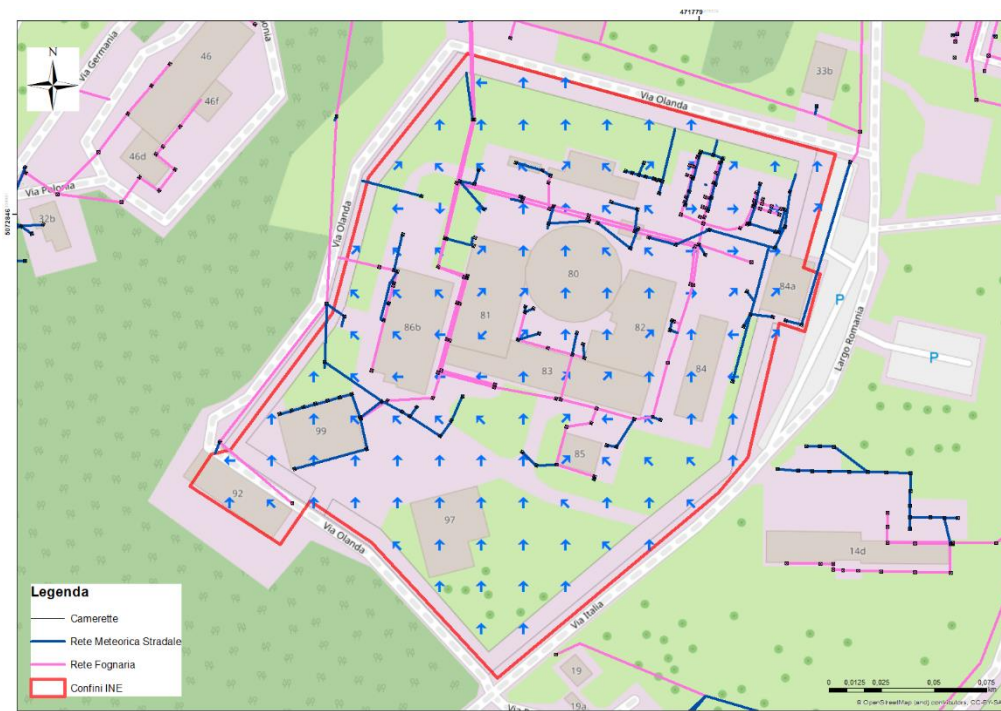 471770
N
Via Germania
46
46f
46d
Via Polonia
32b
5072846
Via Olanda
33b
Via Olanda
80
81
82
83
84
84a
86b
85
P
P
Largo Romania
99
92
97
Via Olanda
Via Italia
14d
19
19a
Legenda
Camerette
Rete Meteorica Stradale
Rete Fognaria
Confini INE
0 0,0125 0,025 0,05 0,075
km
© OpenStreetMap (and) contributors, CC-BY-SA